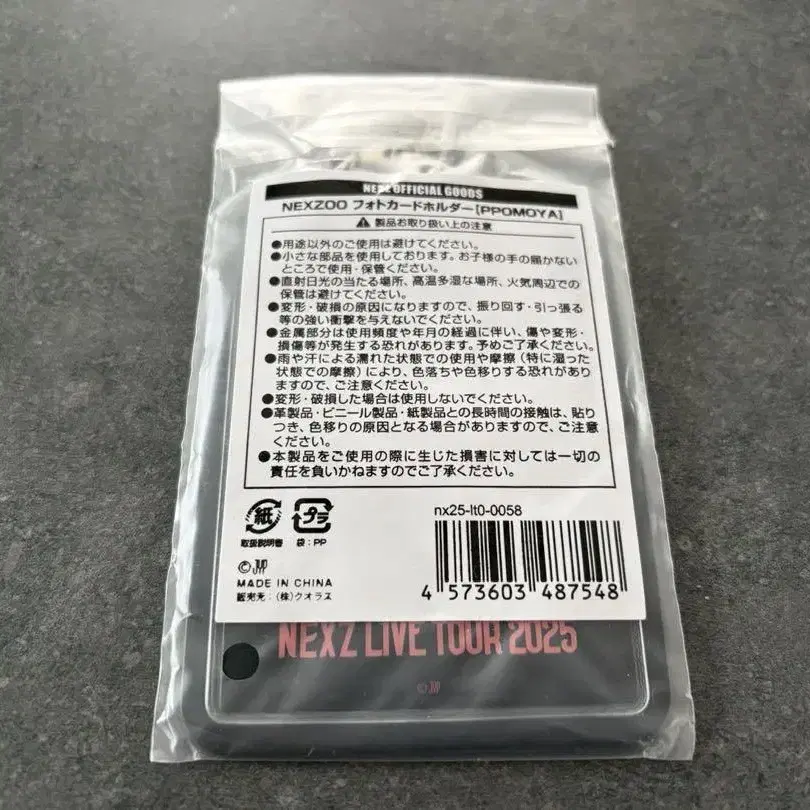 NEXZ OFFICIAL GOODS
NEXZOO フォトカードホルダー[PPOMOYA]
製品お取り扱い上の注意
●用途以外のご使用は避けてください。
●小さな部品を使用しております。お子様の手の届かない
ところで使用・保管ください。
●直射日光の当たる場所、高温多湿な場所、火気周辺での
保管は避けてください。
●変形・破損の原因になりますので、振り回す・引っ張る
等の強い衝撃を与えないでください。
●金属部分は使用頻度や年月の経過に伴い、傷や変形・
損傷等が発生する恐れがあります。予めご了承ください。
●雨や汗による濡れた状態での使用や摩擦（特に湿った
状態での摩擦）により、色落ちや色移りする恐れがあり
ますので、ご注意ください。
●変形・破損した場合は使用しないでください。
●革製品・ビニール製品・紙製品との長時間の接触は、貼り
つき、色移りの原因となる場合がありますので、ご注意
ください。
●本製品をご使用の際に生じた損害に対しては一切の
責任を負いかねますのでご了承ください。
紙 プラ
取扱説明書 袋：PP
nx25-lt0-0058
©JYP
MADE IN CHINA
販売元：(株)クオラス
4 573603 487548
NEXZ LIVE TOUR 2025
©JYP